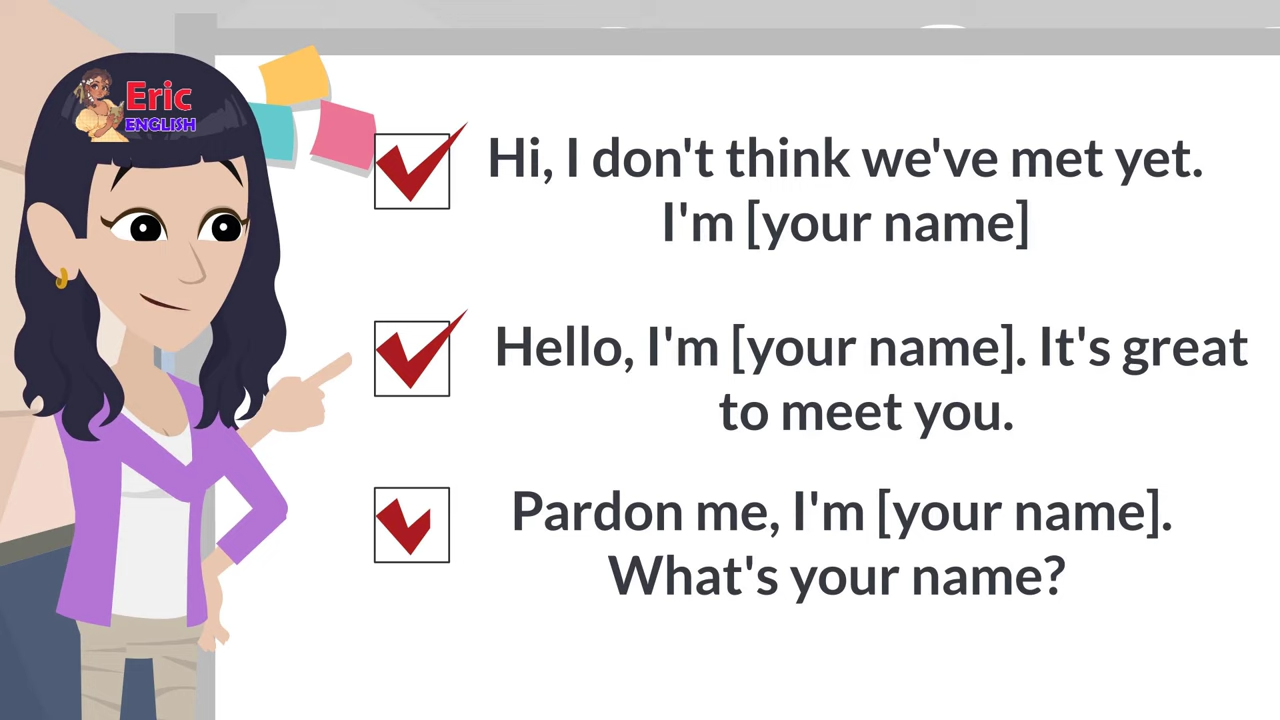 Eric
ENGLISH
Hi, I don't think we've met yet.
I'm [your name]
Hello, I'm [your name]. It's great
to meet you.
Pardon me, I'm [your name].
What's your name?